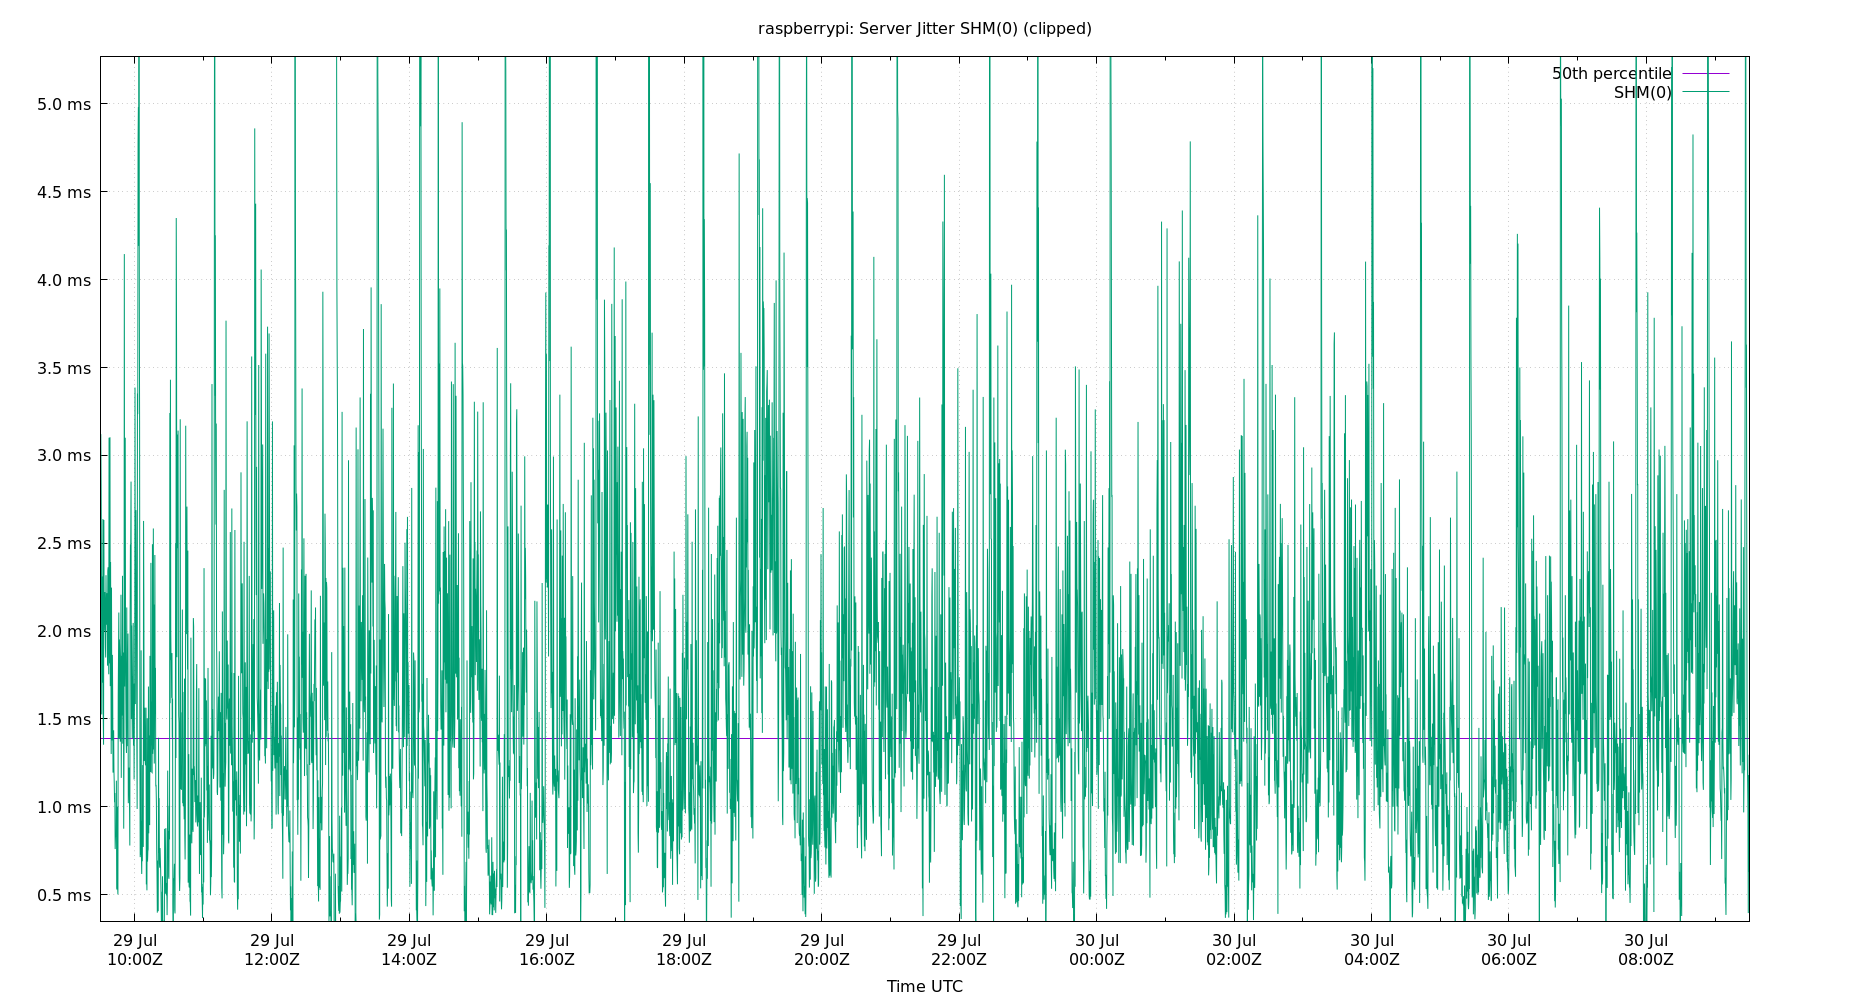 raspberrypi: Server Jitter SHM(0) (clipped)
50th percentile
SHM(0)
5.0 ms
4.5 ms
4.0 ms
3.5 ms
3.0 ms
2.5 ms
2.0 ms
1.5 ms
1.0 ms
0.5 ms
29 Jul 29 Jul 29 Jul 29 Jul 29 Jul 29 Jul 29 Jul 30 Jul 30 Jul 30 Jul 30 Jul 30 Jul
10:00Z 12:00Z 14:00Z 16:00Z 18:00Z 20:00Z 22:00Z 00:00Z 02:00Z 04:00Z 06:00Z 08:00Z
Time UTC